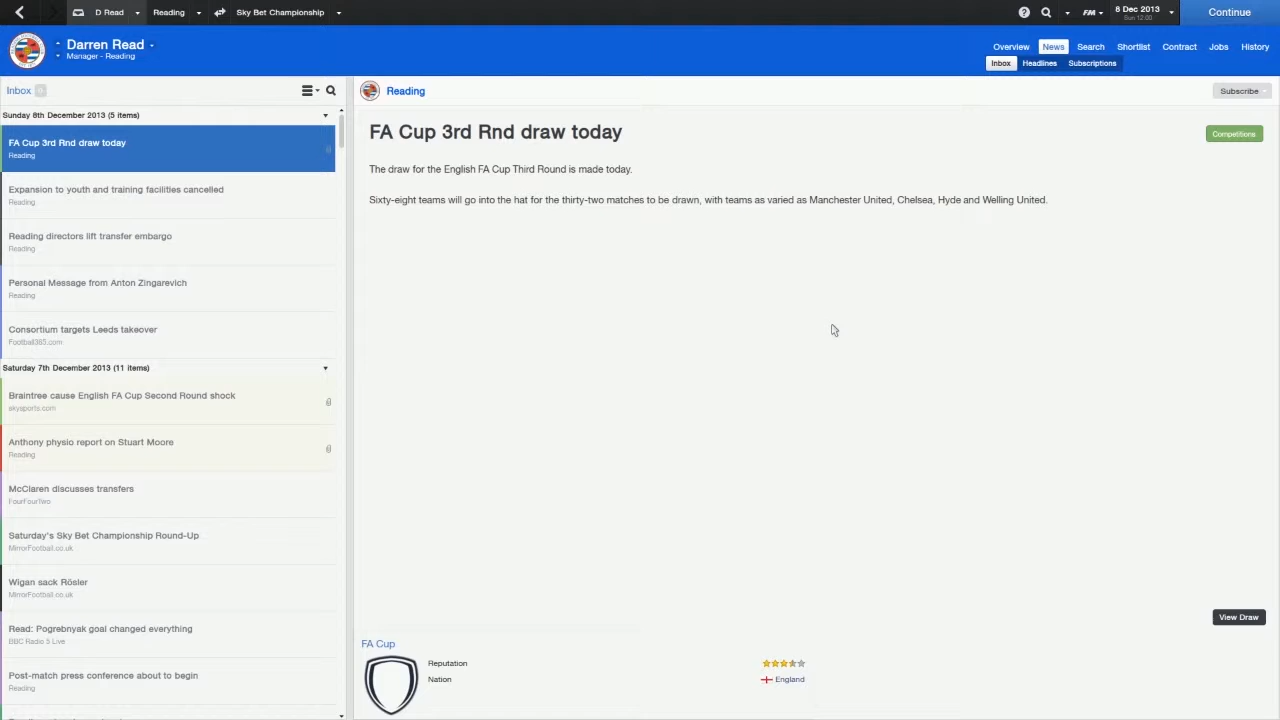 D Read
Reading
Sky Bet Championship
FM
8 Dec 2013
Sun 12:00
Continue
Darren Read
Manager - Reading
Overview
News
Search
Shortlist
Contract
Jobs
History
Inbox
Headlines
Subscriptions
Inbox
Reading
Subscribe
Sunday 8th December 2013 (5 items)
FA Cup 3rd Rnd draw today
Reading
Expansion to youth and training facilities cancelled
Reading
Reading directors lift transfer embargo
Reading
Personal Message from Anton Zingarevich
Reading
Consortium targets Leeds takeover
Football365.com
Saturday 7th December 2013 (11 items)
Braintree cause English FA Cup Second Round shock
skysports.com
Anthony physio report on Stuart Moore
Reading
McClaren discusses transfers
FourFourTwo
Saturday's Sky Bet Championship Round-Up
MirrorFootball.co.uk
Wigan sack Rösler
MirrorFootball.co.uk
Read: Pogrebnyak goal changed everything
BBC Radio 5 Live
Post-match press conference about to begin
Reading
FA Cup 3rd Rnd draw today
Competitions
The draw for the English FA Cup Third Round is made today.
Sixty-eight teams will go into the hat for the thirty-two matches to be drawn, with teams as varied as Manchester United, Chelsea, Hyde and Welling United.
View Draw
FA Cup
Reputation
Nation
England